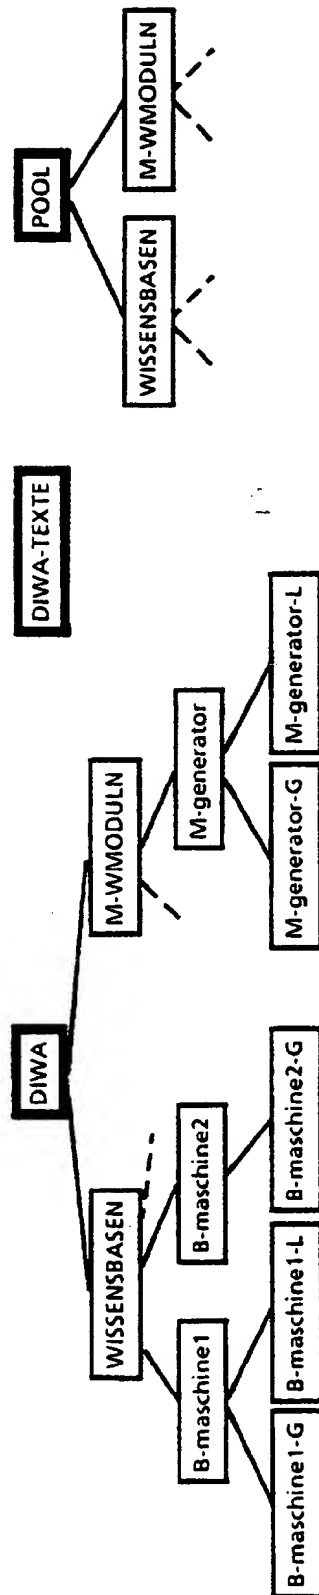 DIWA
DIWA-TEXTE
POOL
WISSENSBASEN
M-WMODULN
WISSENSBASEN
M-WMODULN
B-maschine1
B-maschine2
M-generator
B-maschine1-G
B-maschine1-L
B-maschine2-G
M-generator-G
M-generator-L